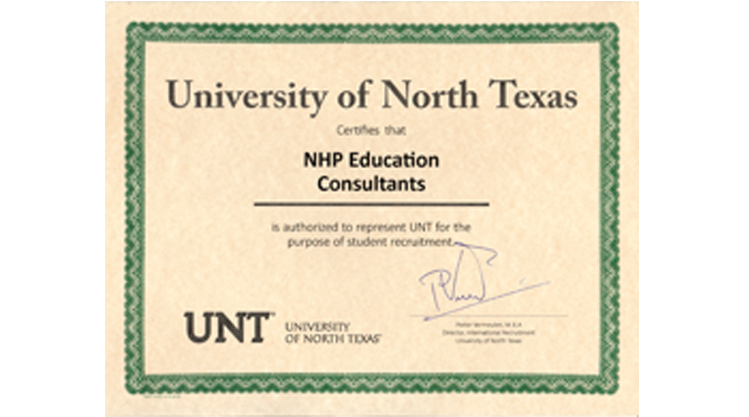 University of North Texas
Certifies that
NHP Education
Consultants
is authorized to represent UNT for the
purpose of student recruitment.
UNT
UNIVERSITY
OF NORTH TEXAS
Pieter Vermeulen, M.B.A
Director, International Recruitment
University of North Texas